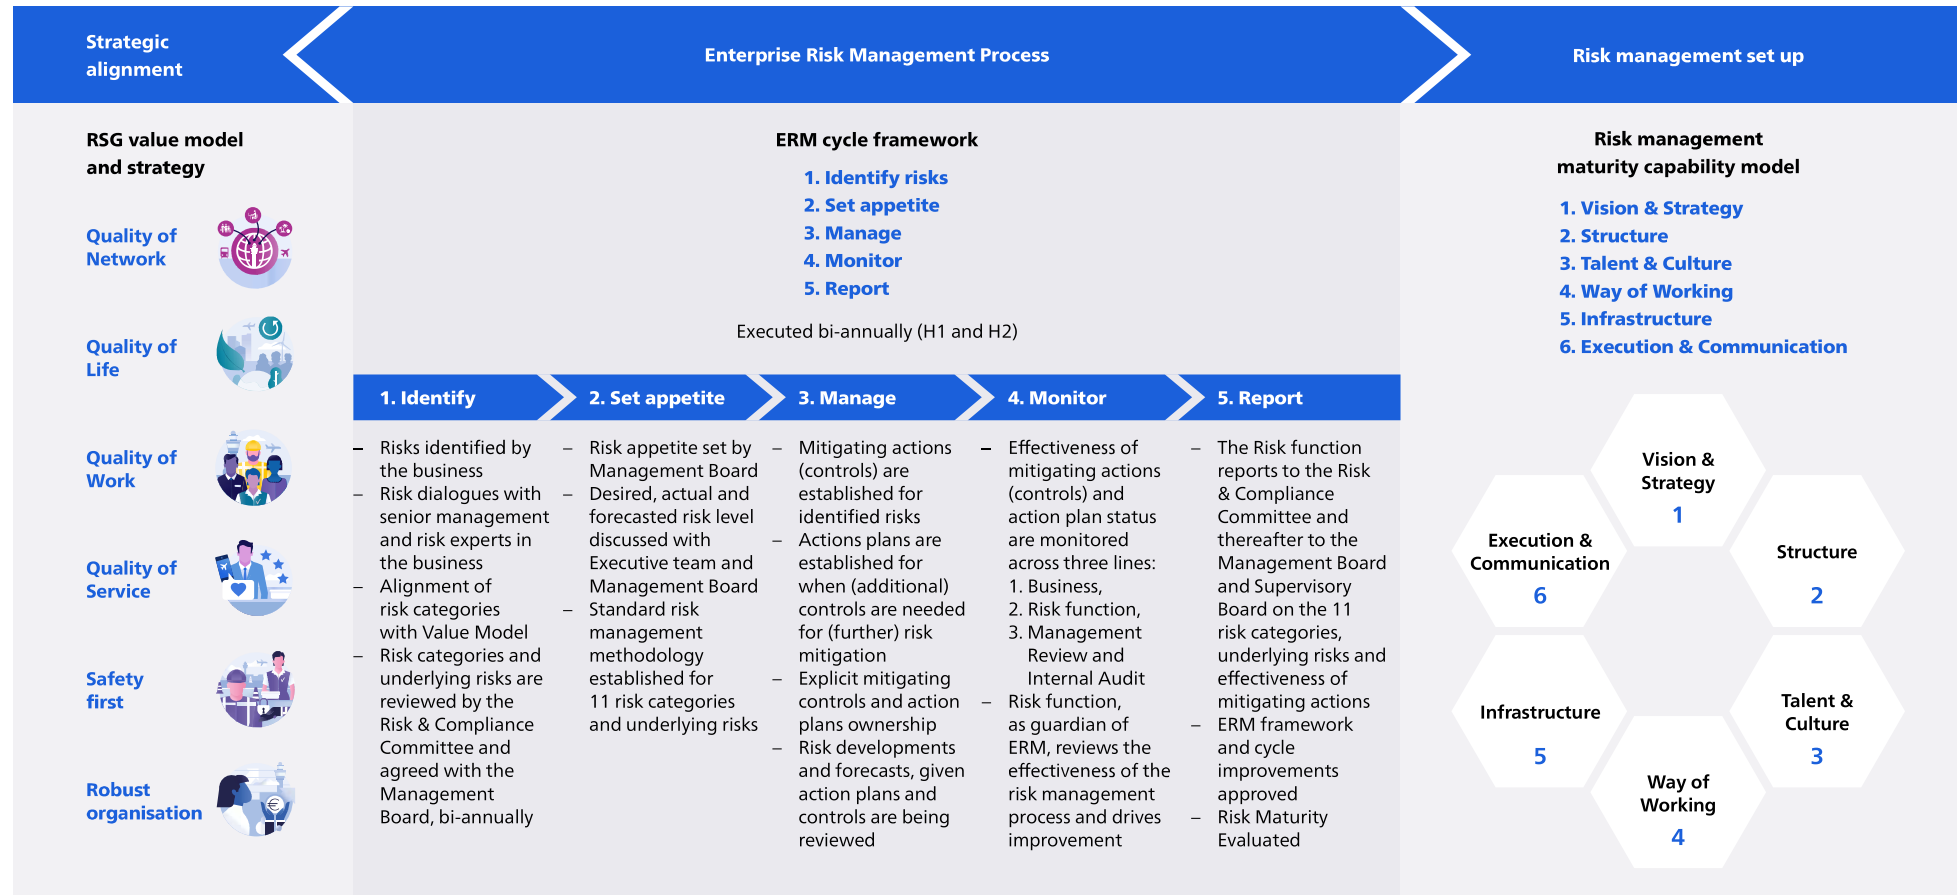 Strategic
alignment
Enterprise Risk Management Process
Risk management set up
RSG value model
and strategy
Quality of
Network
Quality of
Life
Quality of
Work
Quality of
Service
Safety
first
Robust
organisation
ERM cycle framework
1. Identify risks
2. Set appetite
3. Manage
4. Monitor
5. Report
Executed bi-annually (H1 and H2)
1. Identify
– Risks identified by
the business
– Risk dialogues with
senior management
and risk experts in
the business
– Alignment of
risk categories
with Value Model
– Risk categories and
underlying risks are
reviewed by the
Risk & Compliance
Committee and
agreed with the
Management
Board, bi-annually
2. Set appetite
– Risk appetite set by
Management Board
– Desired, actual and
forecasted risk level
discussed with
Executive team and
Management Board
– Standard risk
management
methodology
established for
11 risk categories
and underlying risks
3. Manage
– Mitigating actions
(controls) are
established for
identified risks
– Actions plans are
established for
when (additional)
controls are needed
for (further) risk
mitigation
– Explicit mitigating
controls and action
plans ownership
– Risk developments
and forecasts, given
action plans and
controls are being
reviewed
4. Monitor
– Effectiveness of
mitigating actions
(controls) and
action plan status
are monitored
across three lines:
1. Business,
2. Risk function,
3. Management
Review and
Internal Audit
– Risk function,
as guardian of
ERM, reviews the
effectiveness of the
risk management
process and drives
improvement
5. Report
– The Risk function
reports to the Risk
& Compliance
Committee and
thereafter to the
Management Board
and Supervisory
Board on the 11
risk categories,
underlying risks and
effectiveness of
mitigating actions
– ERM framework
and cycle
improvements
approved
– Risk Maturity
Evaluated
Risk management
maturity capability model
1. Vision & Strategy
2. Structure
3. Talent & Culture
4. Way of Working
5. Infrastructure
6. Execution & Communication
Vision &
Strategy
1
Structure
2
Talent &
Culture
3
Way of
Working
4
Infrastructure
5
Execution &
Communication
6
€